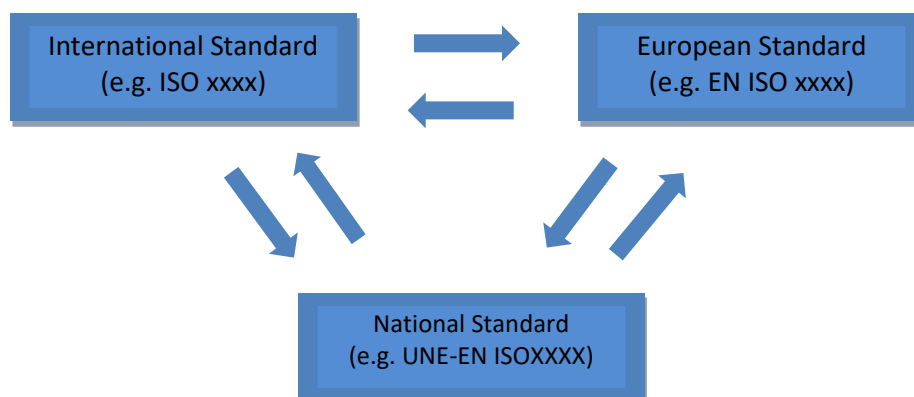 International Standard
(e.g. ISO xxxx)
European Standard
(e.g. EN ISO xxxx)
National Standard
(e.g. UNE-EN ISOXXXX)